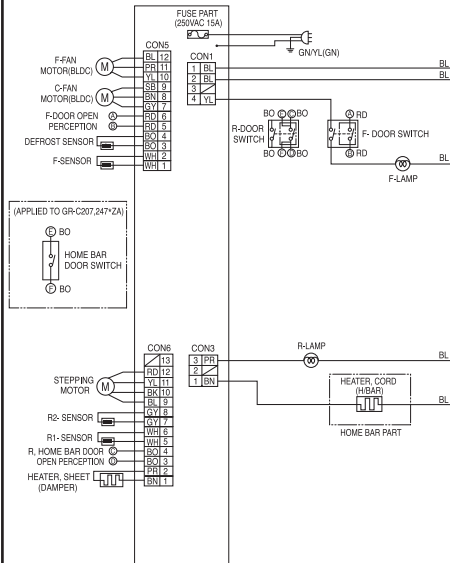 FUSE PART
(250VAC 15A)
GN/YL(GN)
CON5
F-FAN
MOTOR(BLDC)
M
BL 12
PR 11
YL 10
C-FAN
MOTOR(BLDC)
M
SB 9
BN 8
GY 7
F-DOOR OPEN A RD 6
PERCEPTION B RD 5
DEFROST SENSOR BO 4
BO 3
F-SENSOR WH 2
WH 1
CON1
1 BL BL
2 BL BL
3
4 YL
BO E C BO
R-DOOR
SWITCH
BO F D BO
A RD
F- DOOR SWITCH
B RD
BL
F-LAMP
(APPLIED TO GR-C207,247*ZA)
E BO
HOME BAR
DOOR SWITCH
F BO
CON6
13
STEPPING
MOTOR
M
RD 12
YL 11
BK 10
BL 9
R2- SENSOR GY 8
GY 7
R1- SENSOR WH 6
WH 5
R, HOME BAR DOOR C BO 4
OPEN PERCEPTION D BO 3
HEATER, SHEET
(DAMPER)
PR 2
BN 1
CON3
3 PR
2
1 BN
R-LAMP
BL
HEATER, CORD
(H/BAR)
BL
HOME BAR PART